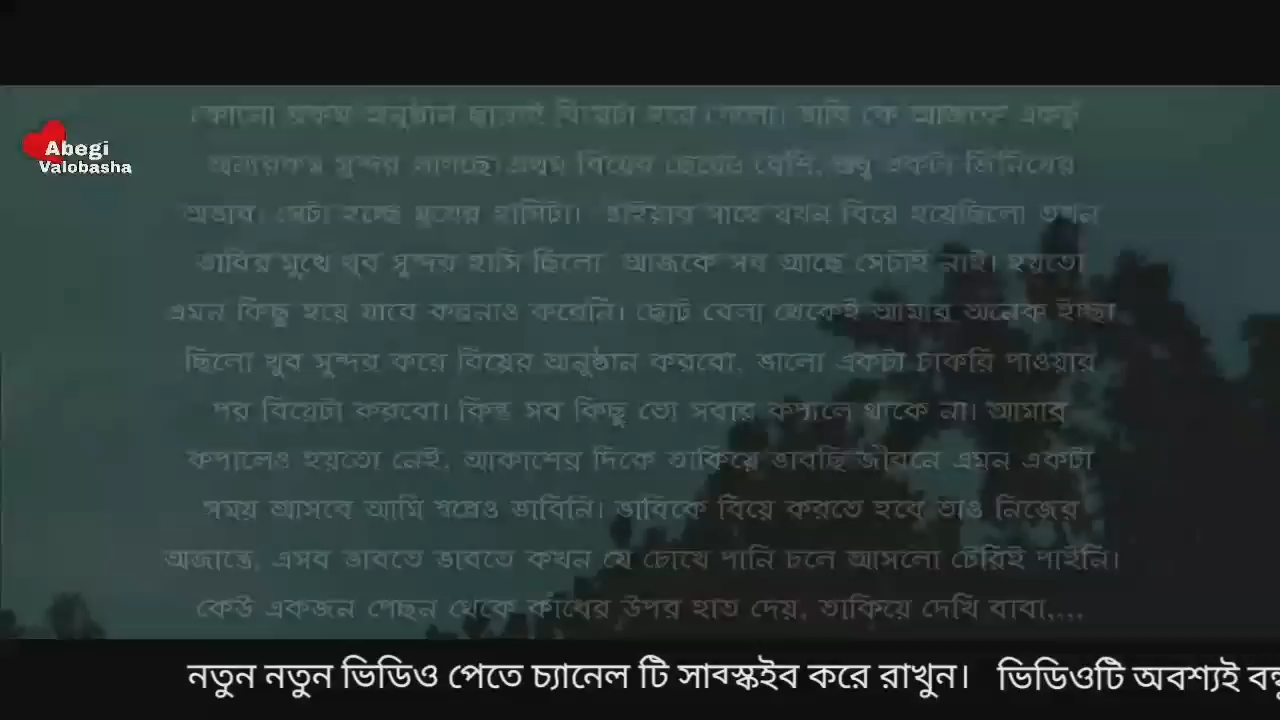 Abegi
Valobasha
কোনো রকম অনুষ্ঠান ছাড়াই বিয়েটা হয়ে গেলো। ভাবি কে আজকে একটু
অন্যরকম সুন্দর লাগছে। প্রথম বিয়ের চেয়েও বেশি, শুধু একটা জিনিষের
অভাব, সেটা হচ্ছে মুখের হাসিটা। ভাইয়ার সাথে যখন বিয়ে হয়েছিলো তখন
ভাবির মুখে খুব সুন্দর হাসি ছিলো আজকে সব আছে সেটাই নাই। হয়তো
এমন কিছু হয়ে যাবে কল্পনাও করেনি। ছোট বেলা থেকেই আমার অনেক ইচ্ছা
ছিলো খুব সুন্দর করে বিয়ের অনুষ্ঠান করবো, ভালো একটা চাকরি পাওয়ার
পর বিয়েটা করবো। কিন্তু সব কিছু তো সবার কপালে থাকে না। আমার
কপালেও হয়তো নেই, আকাশের দিকে তাকিয়ে ভাবছি জীবনে এমন একটা
সময় আসবে আমি স্বপ্নেও ভাবিনি। ভাবিকে বিয়ে করতে হবে তাও নিজের
অজান্তে, এসব ভাবতে ভাবতে কখন যে চোখে পানি চলে আসলো টেরিই পাইনি।
কেউ একজন পেছন থেকে কাধের উপর হাত দেয়, তাকিয়ে দেখি বাবা,...
নতুন নতুন ভিডিও পেতে চ্যানেল টি সাবস্কইব করে রাখুন। ভিডিওটি অবশ্যই